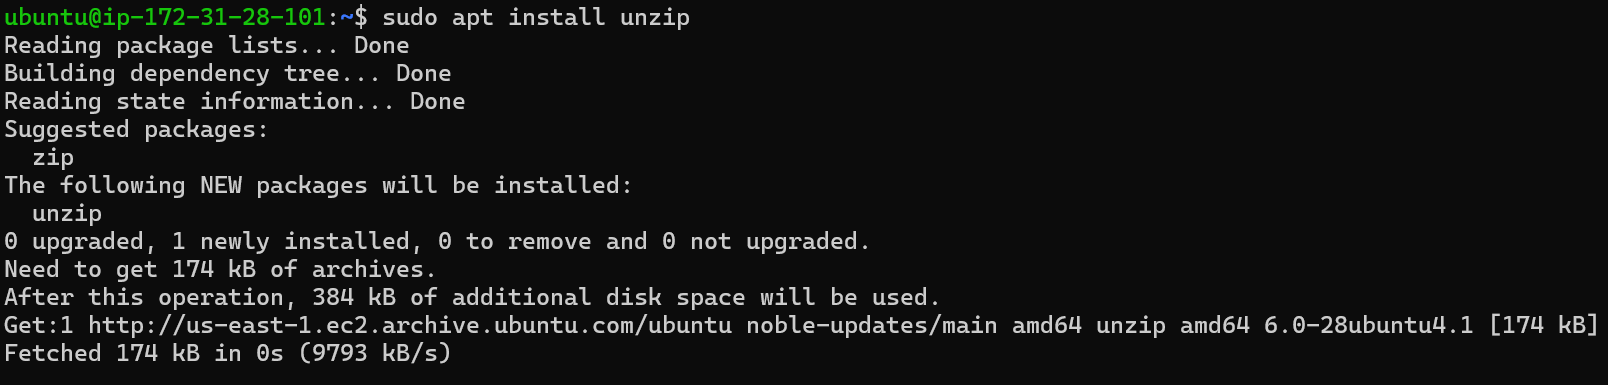 ubuntu@ip-172-31-28-101:~$ sudo apt install unzip
Reading package lists... Done
Building dependency tree... Done
Reading state information... Done
Suggested packages:
  zip
The following NEW packages will be installed:
  unzip
0 upgraded, 1 newly installed, 0 to remove and 0 not upgraded.
Need to get 174 kB of archives.
After this operation, 384 kB of additional disk space will be used.
Get:1 http://us-east-1.ec2.archive.ubuntu.com/ubuntu noble-updates/main amd64 unzip amd64 6.0-28ubuntu4.1 [174 kB]
Fetched 174 kB in 0s (9793 kB/s)